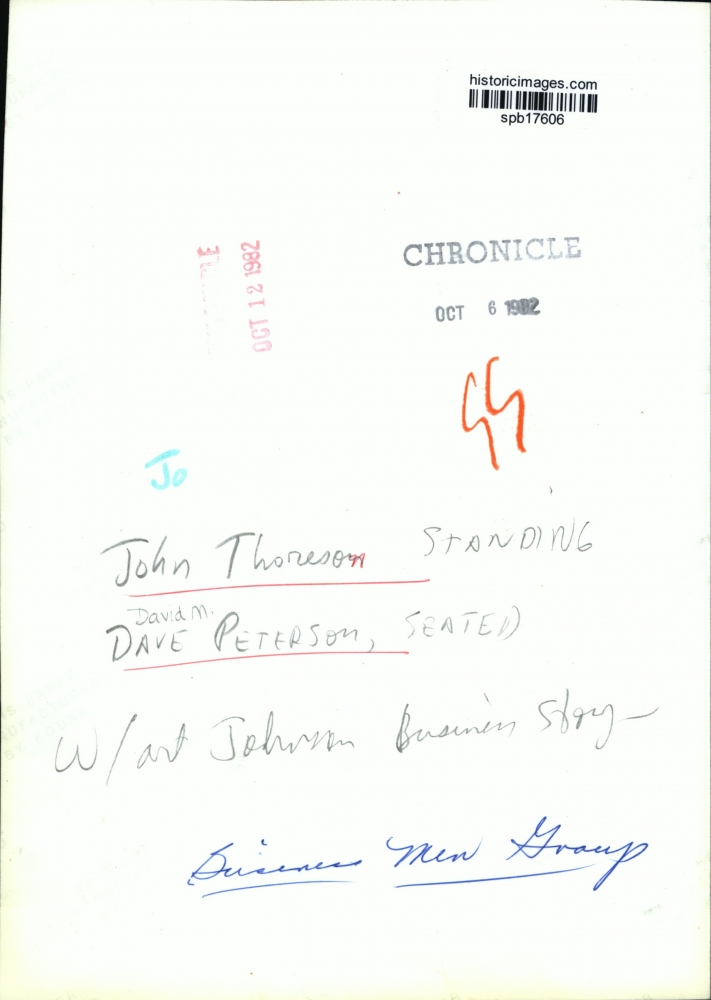 historicimages.com
spb17606
CHRONICLE
OCT 6 1982
OCT 12 1982
Jo
John Thoreson STANDING
David M.
DAVE PETERSON, SEATED
W/art Johnson Business Story
Business Men Group